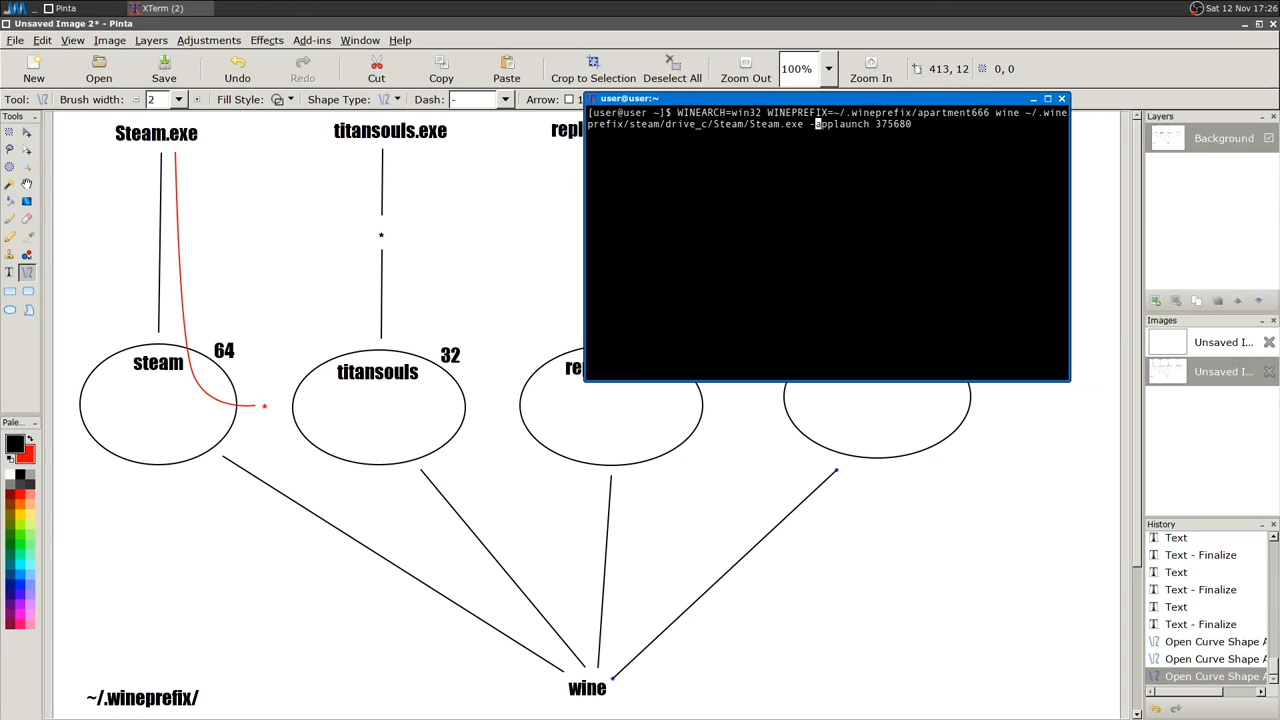 Pinta
XTerm (2)
Sat 12 Nov 17:26
Unsaved Image 2* - Pinta
File Edit View Image Layers Adjustments Effects Add-ins Window Help
New Open Save Undo Redo Cut Copy Paste Crop to Selection Deselect All Zoom Out 100% Zoom In 413, 12 0, 0
Tool: Brush width: 2 Fill Style: Shape Type: Dash: - Arrow: 1
Tools
user@user:~
[user@user ~]$ WINEARCH=win32 WINEPREFIX=~/.wineprefix/apartment666 wine ~/.wine
prefix/steam/drive_c/Steam/Steam.exe -applaunch 375680
Layers
Background
Steam.exe
titansouls.exe
repl
*
64
32
steam
titansouls
rep
*
Images
Unsaved I...
Unsaved I...
Pale...
History
Text
Text - Finalize
Text
Text - Finalize
Text
Text - Finalize
Open Curve Shape A
Open Curve Shape A
Open Curve Shape A
wine
~/.wineprefix/